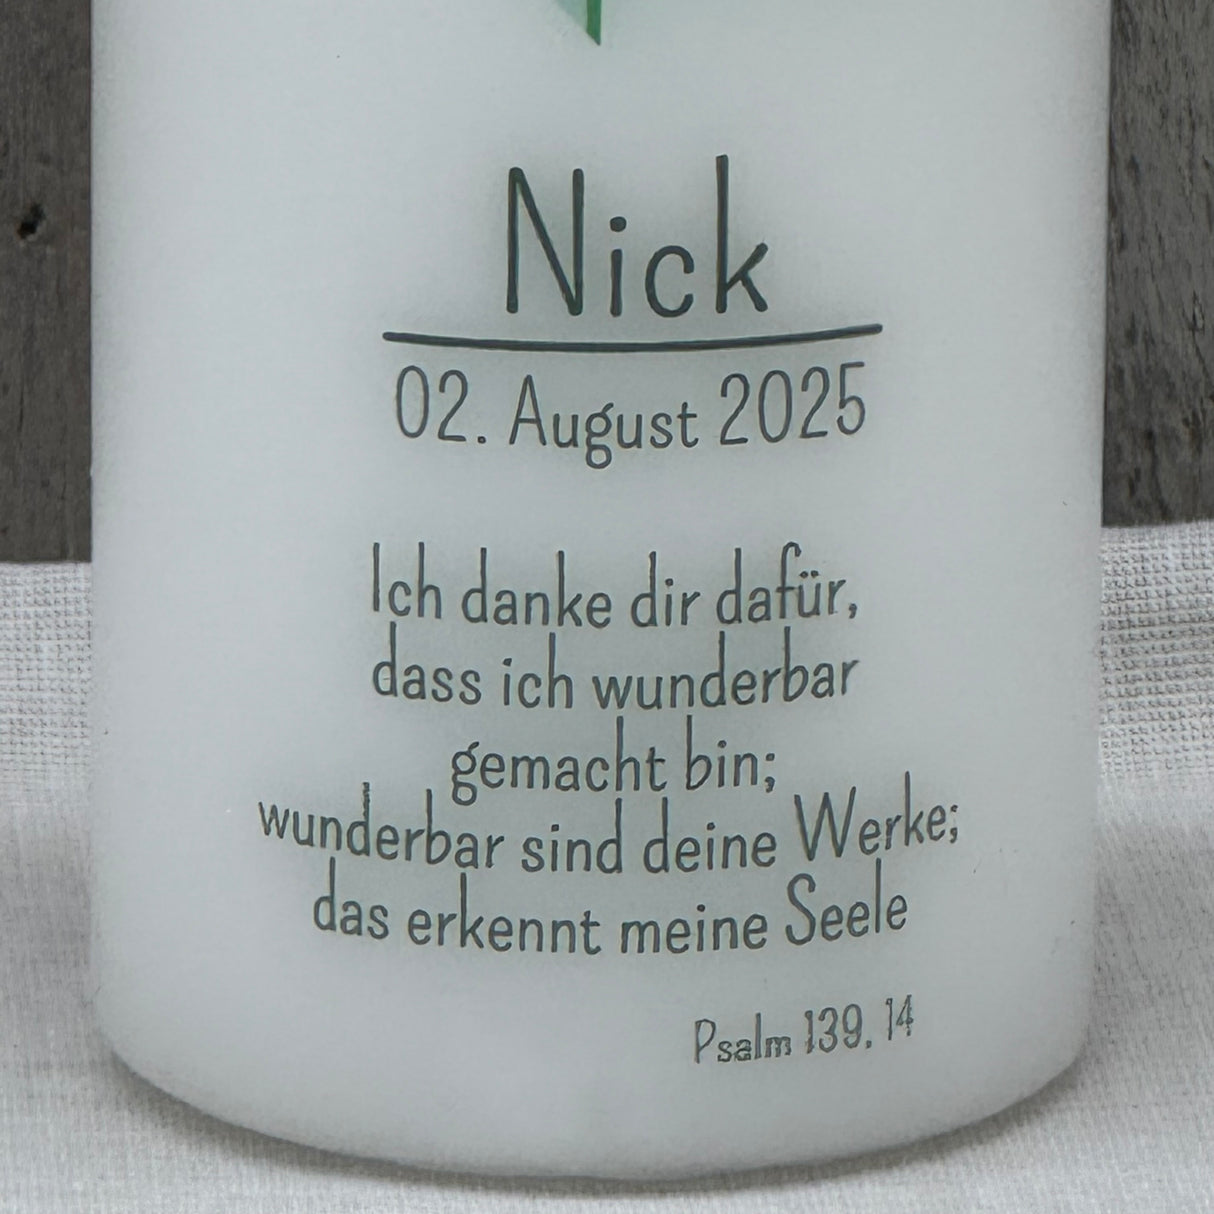 Nick
02. August 2025
Ich danke dir dafür,
dass ich wunderbar
gemacht bin;
wunderbar sind deine Werke;
das erkennt meine Seele
Psalm 139, 14